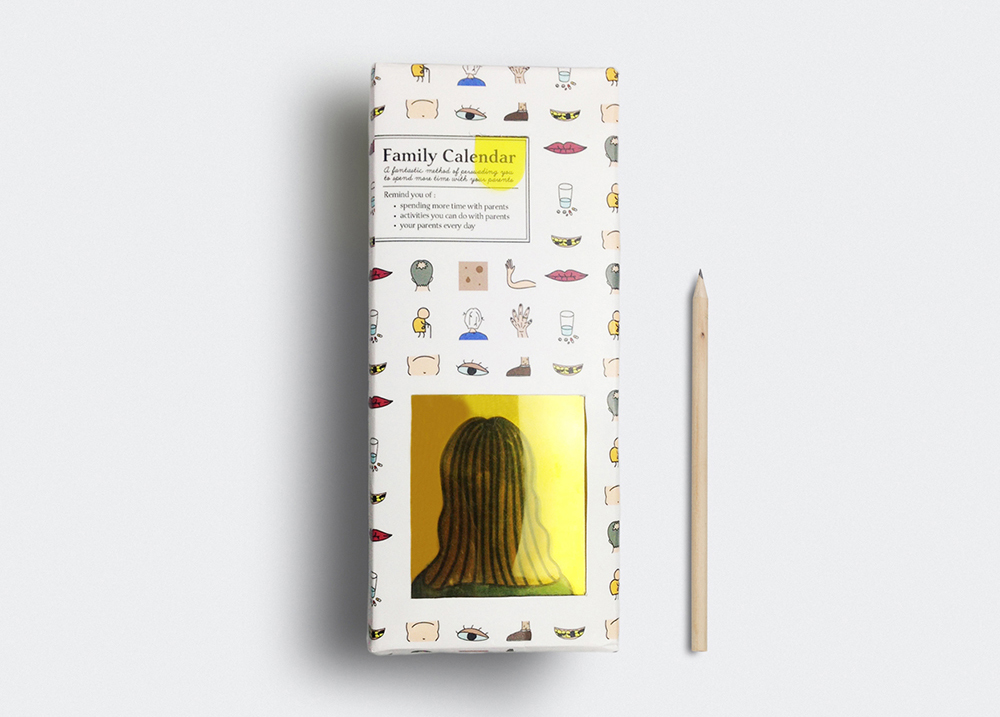 Family Calendar
A fantastic method of persuading you
to spend more time with your parents
Remind you of :
• spending more time with parents
• activities you can do with parents
• your parents every day